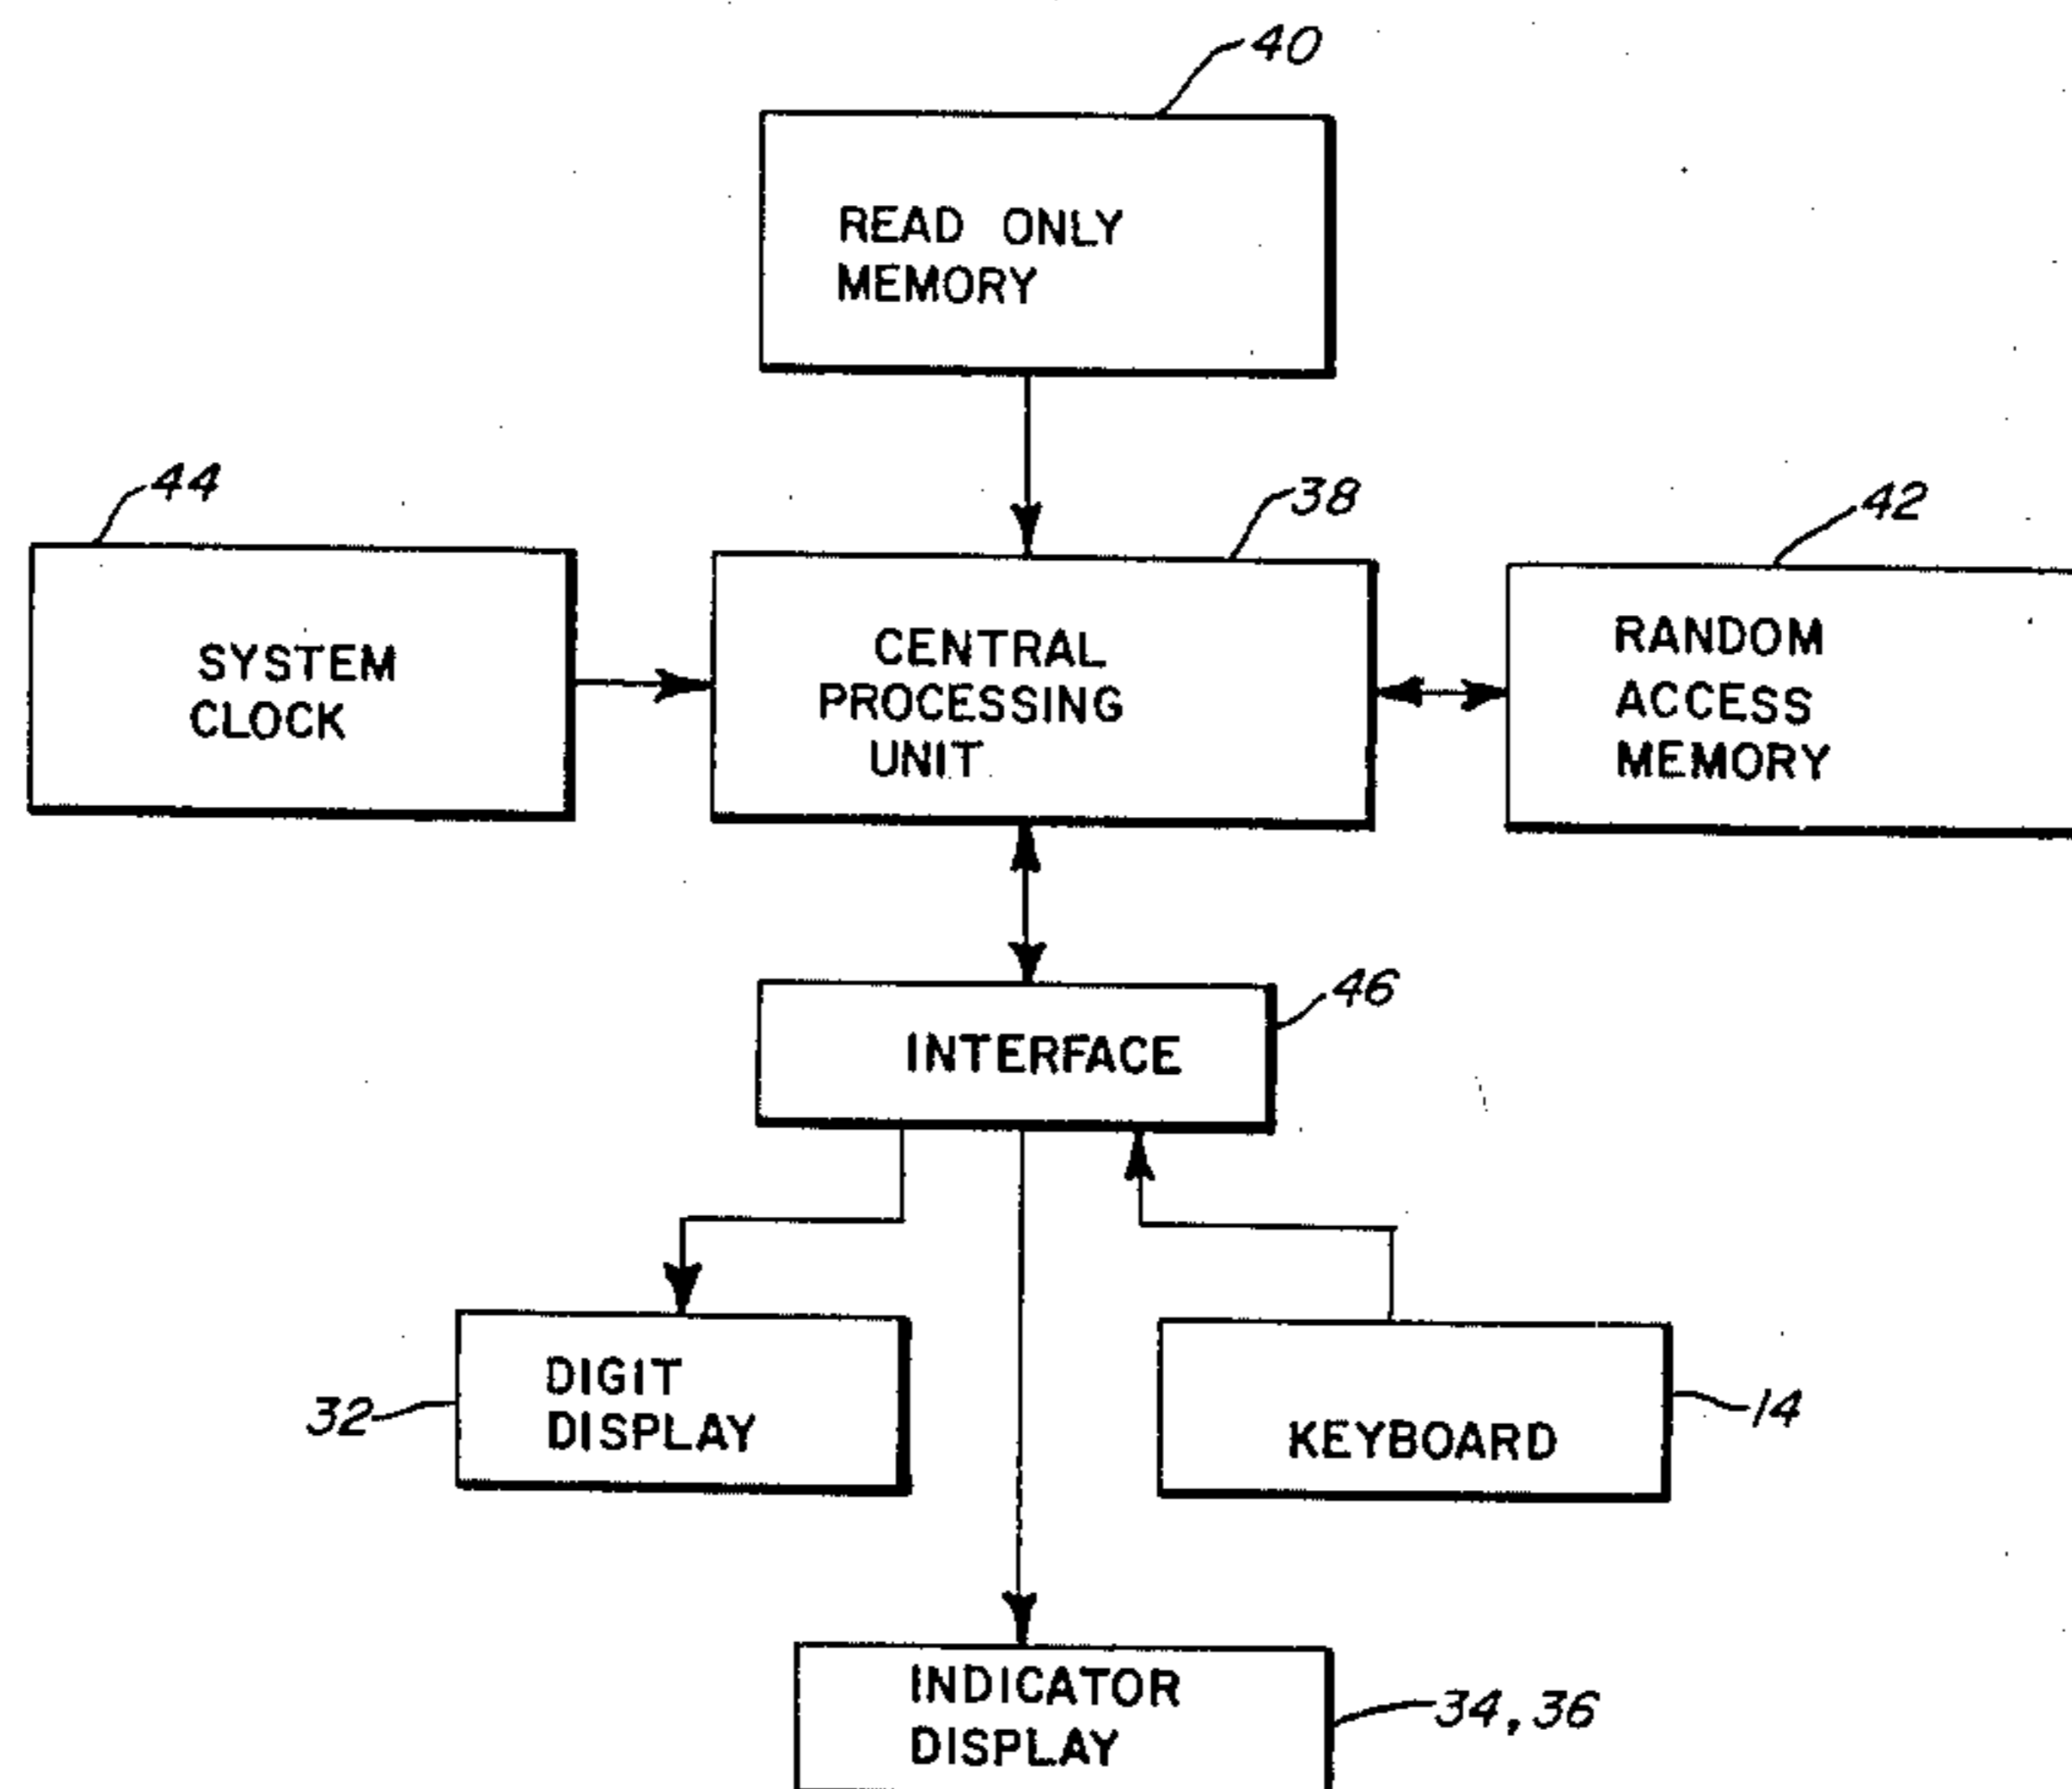 40
READ ONLY
MEMORY
44
38
42
SYSTEM
CLOCK
CENTRAL
PROCESSING
UNIT
RANDOM
ACCESS
MEMORY
46
INTERFACE
32
DIGIT
DISPLAY
KEYBOARD
14
INDICATOR
DISPLAY
34, 36